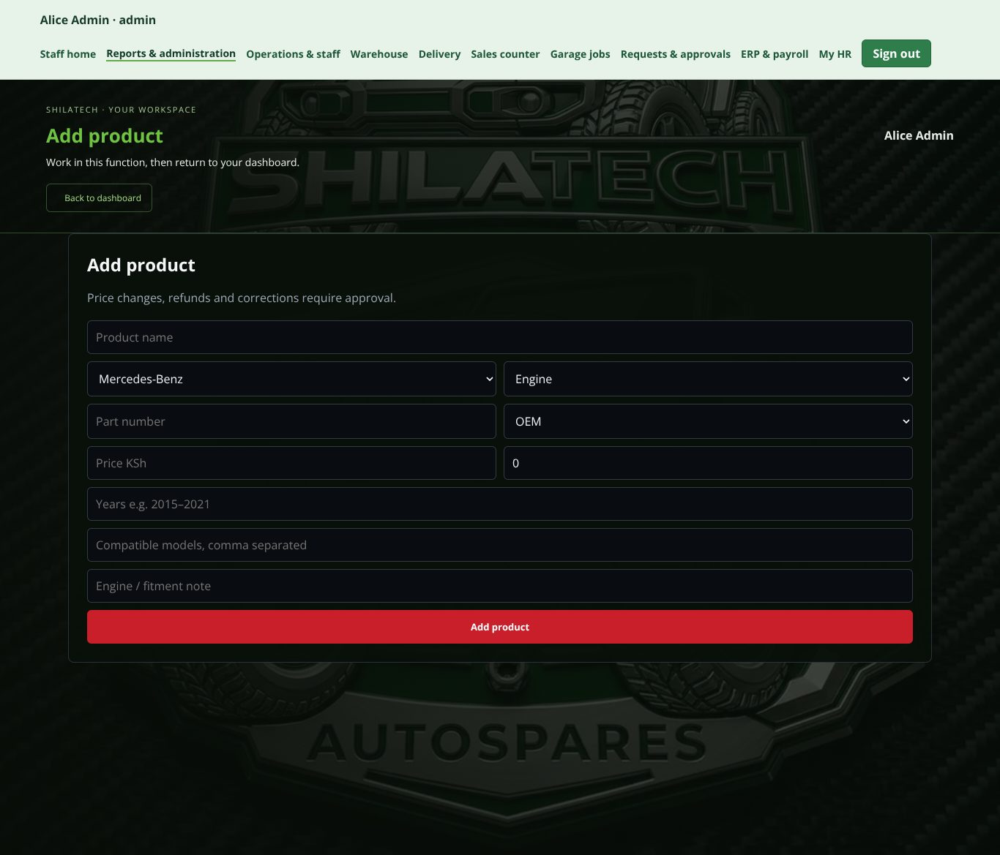 Alice Admin · admin
Staff home Reports & administration Operations & staff Warehouse Delivery Sales counter Garage jobs Requests & approvals ERP & payroll My HR Sign out
SHILATECH · YOUR WORKSPACE
Add product
Alice Admin
Work in this function, then return to your dashboard.
SHILATECH
Back to dashboard
Add product
Price changes, refunds and corrections require approval.
Product name
Mercedes-Benz Engine
Part number OEM
Price KSh 0
Years e.g. 2015–2021
Compatible models, comma separated
Engine / fitment note
Add product
AUTOSPARES